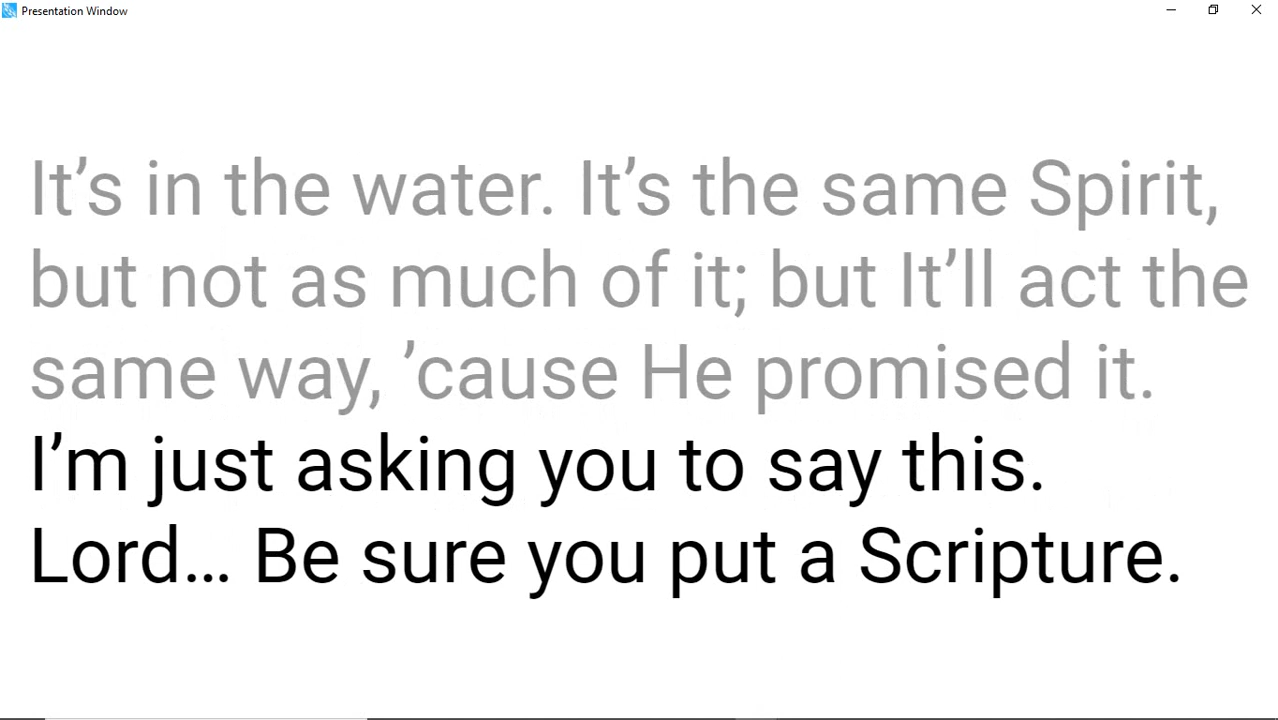 Presentation Window
It’s in the water. It’s the same Spirit,
but not as much of it; but It’ll act the
same way, ’cause He promised it.
I’m just asking you to say this.
Lord… Be sure you put a Scripture.